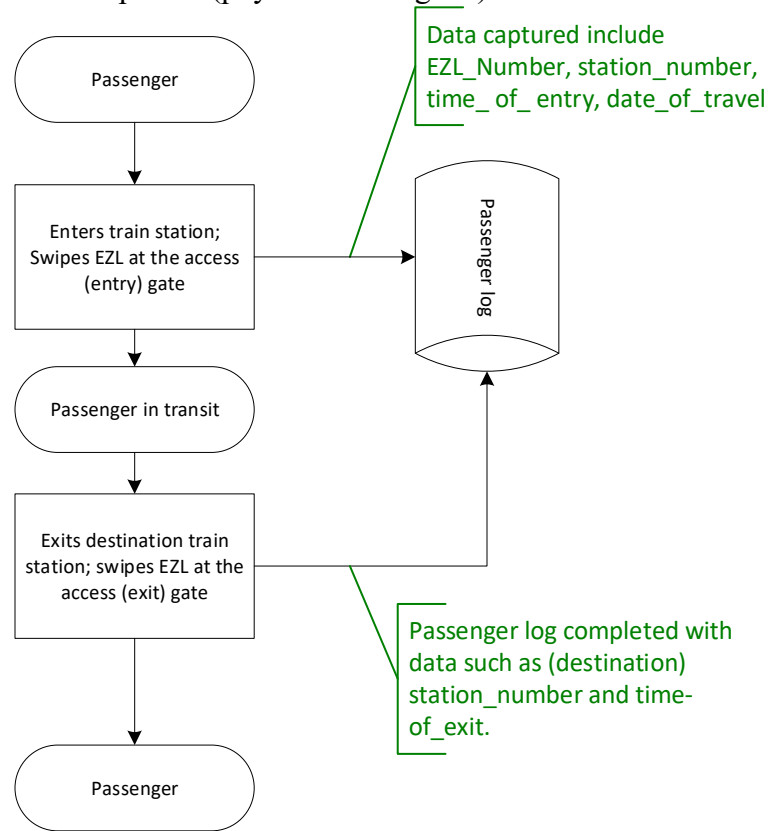 Data captured include
EZL_Number, station_number,
time_ of_ entry, date_of_travel
Passenger
Enters train station;
Swipes EZL at the access
(entry) gate
Passenger log
Passenger in transit
Exits destination train
station; swipes EZL at the
access (exit) gate
Passenger log completed with
data such as (destination)
station_number and time-
of_exit.
Passenger